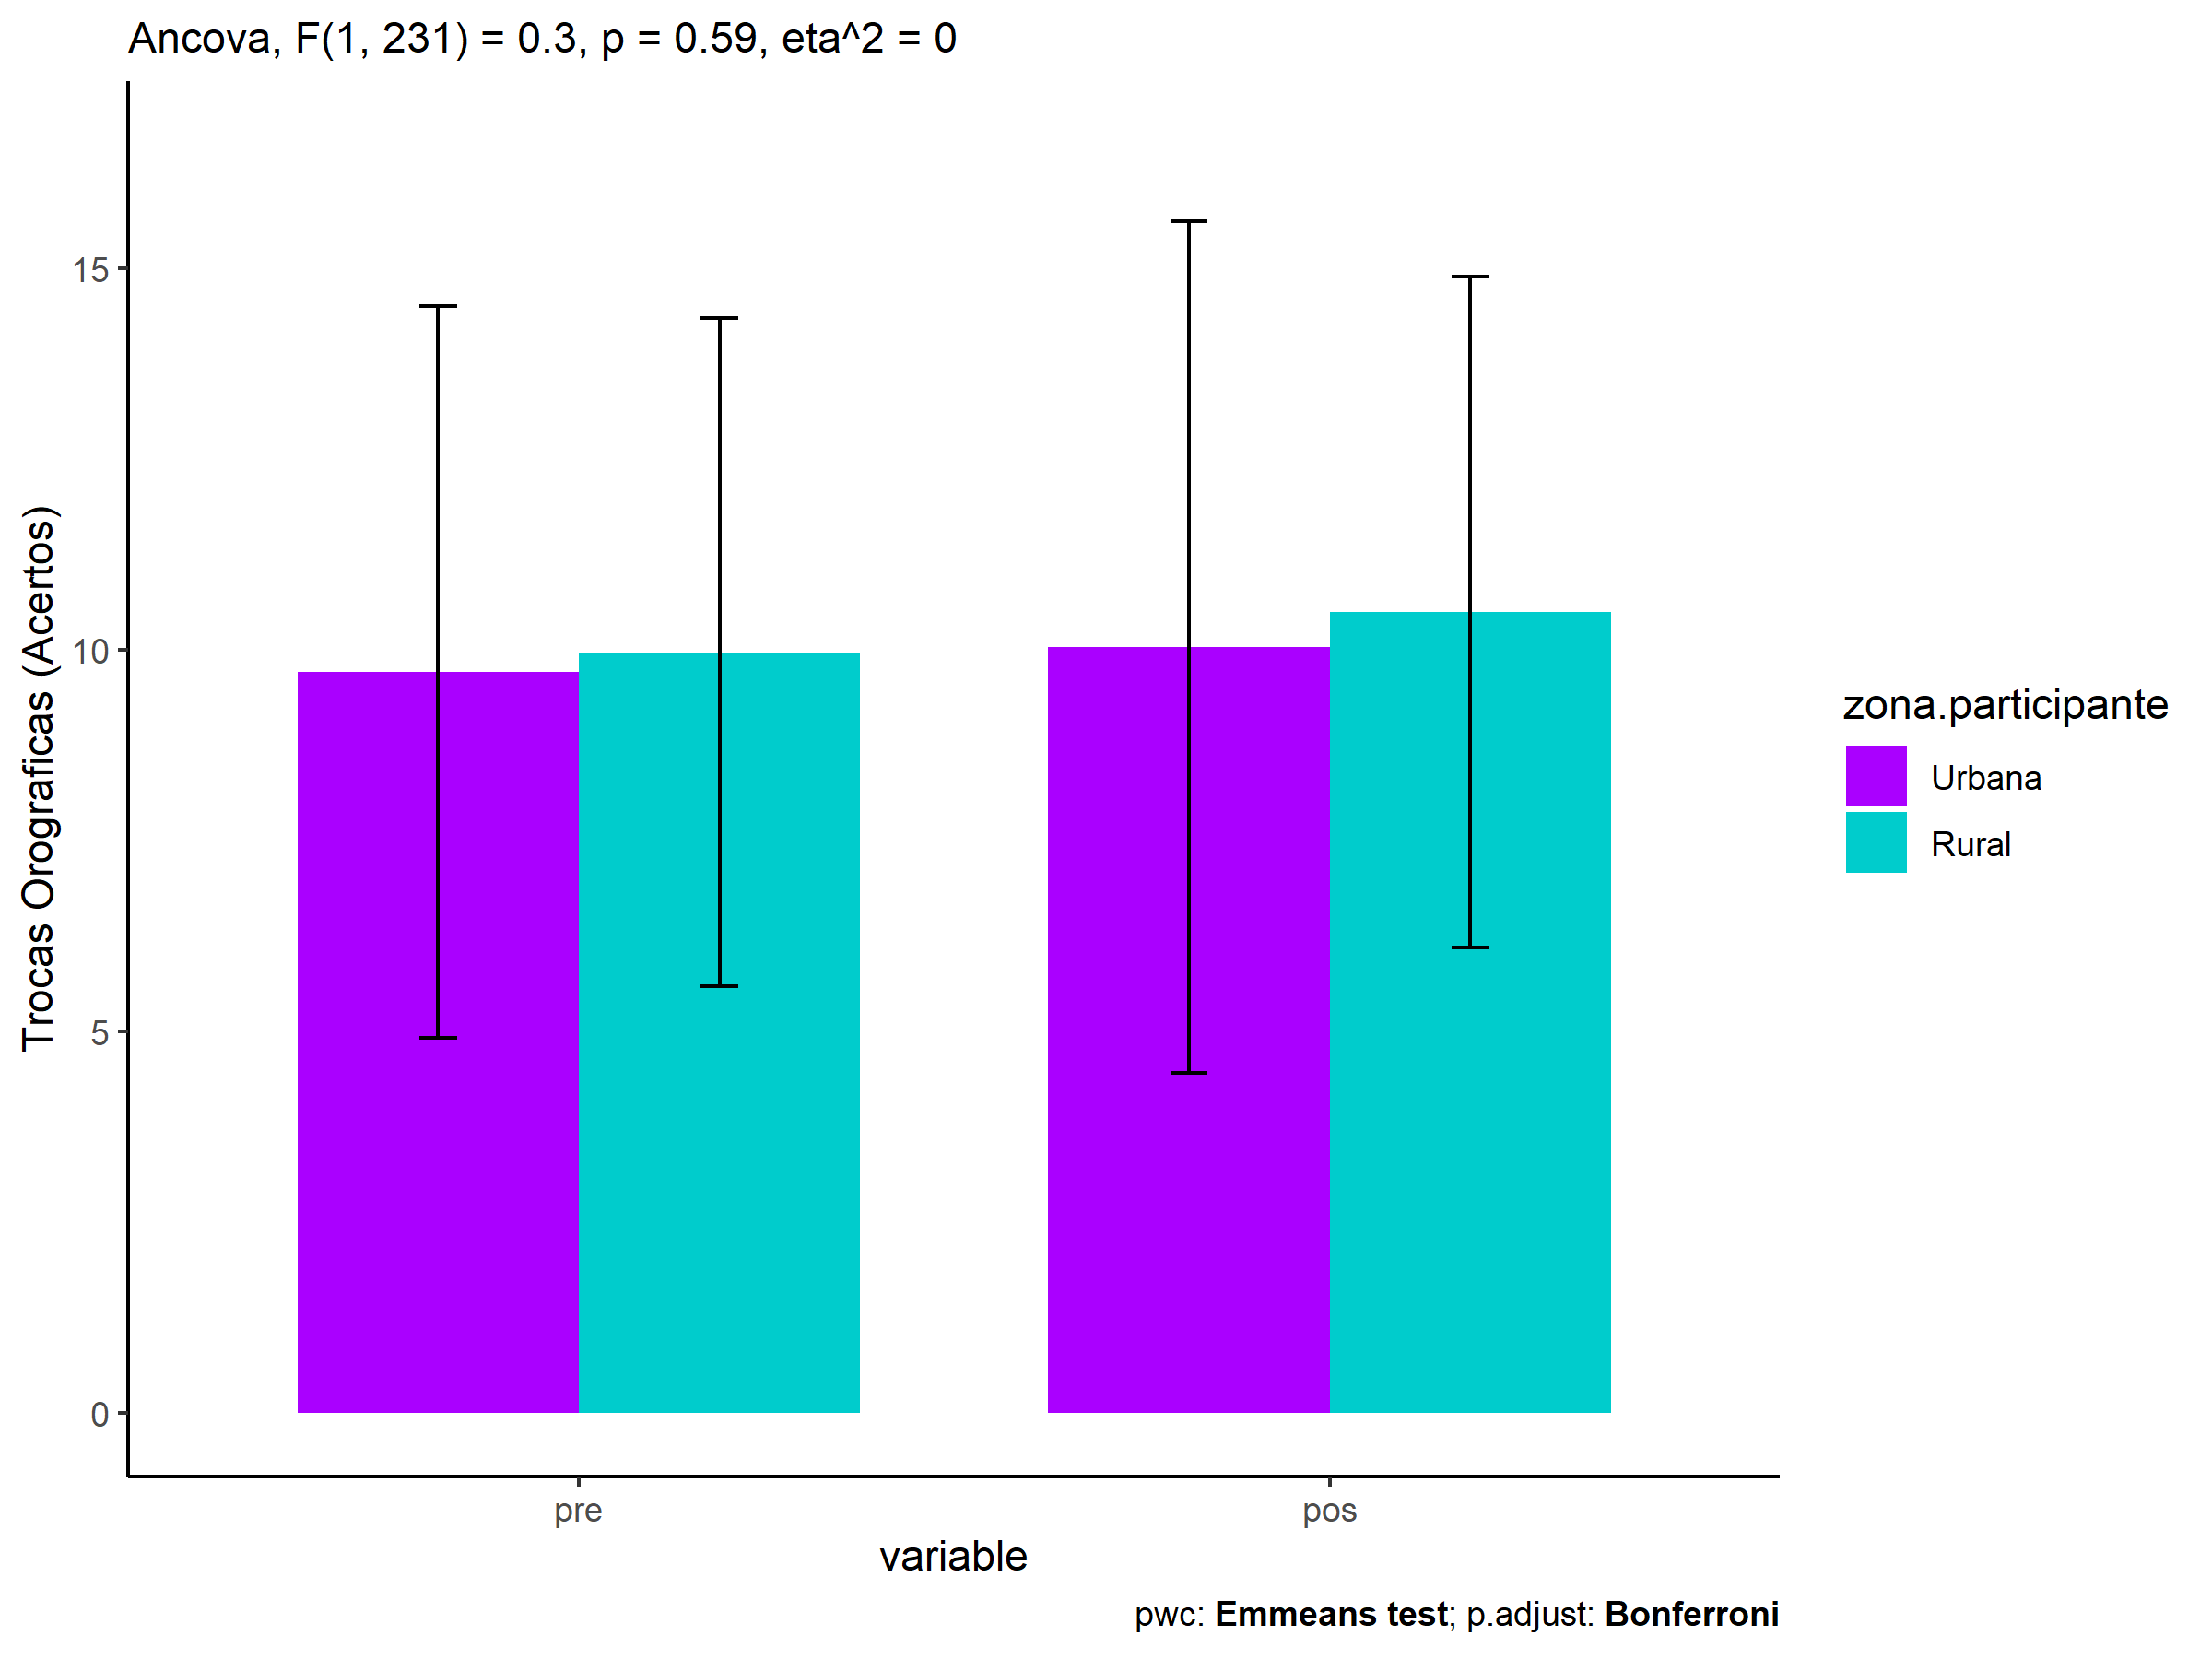 Ancova, F(1, 231) = 0.3, p = 0.59, eta^2 = 0
Trocas Orograficas (Acertos)
15
10
5
0
pre
pos
variable
zona.participante
Urbana
Rural
pwc: Emmeans test; p.adjust: Bonferroni